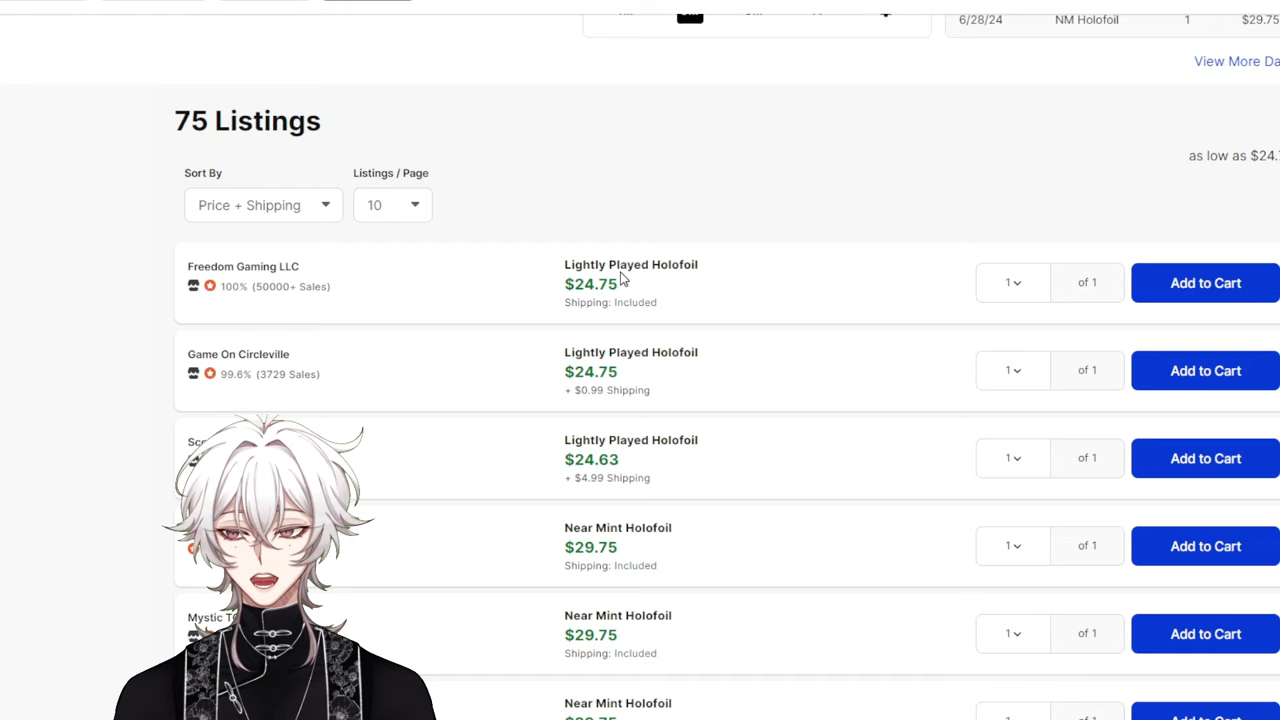 6/28/24 NM Holofoil 1 $29.75
View More Da
75 Listings
as low as $24.
Sort By Listings / Page
Price + Shipping 10
Freedom Gaming LLC
100% (50000+ Sales)
Lightly Played Holofoil
$24.75
Shipping: Included
1 of 1 Add to Cart
Game On Circleville
99.6% (3729 Sales)
Lightly Played Holofoil
$24.75
+ $0.99 Shipping
1 of 1 Add to Cart
Lightly Played Holofoil
$24.63
+ $4.99 Shipping
1 of 1 Add to Cart
Near Mint Holofoil
$29.75
Shipping: Included
1 of 1 Add to Cart
Mystic
Near Mint Holofoil
$29.75
Shipping: Included
1 of 1 Add to Cart
Near Mint Holofoil